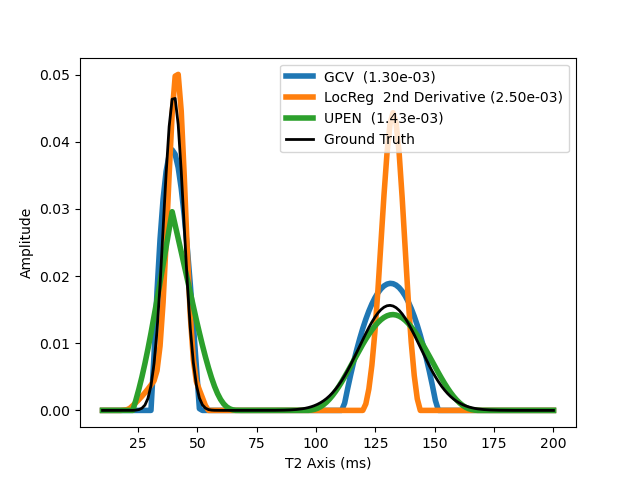 GCV (1.30e-03)
LocReg 2nd Derivative (2.50e-03)
UPEN (1.43e-03)
Ground Truth
0.05
0.04
0.03
0.02
0.01
0.00
Amplitude
25 50 75 100 125 150 175 200
T2 Axis (ms)